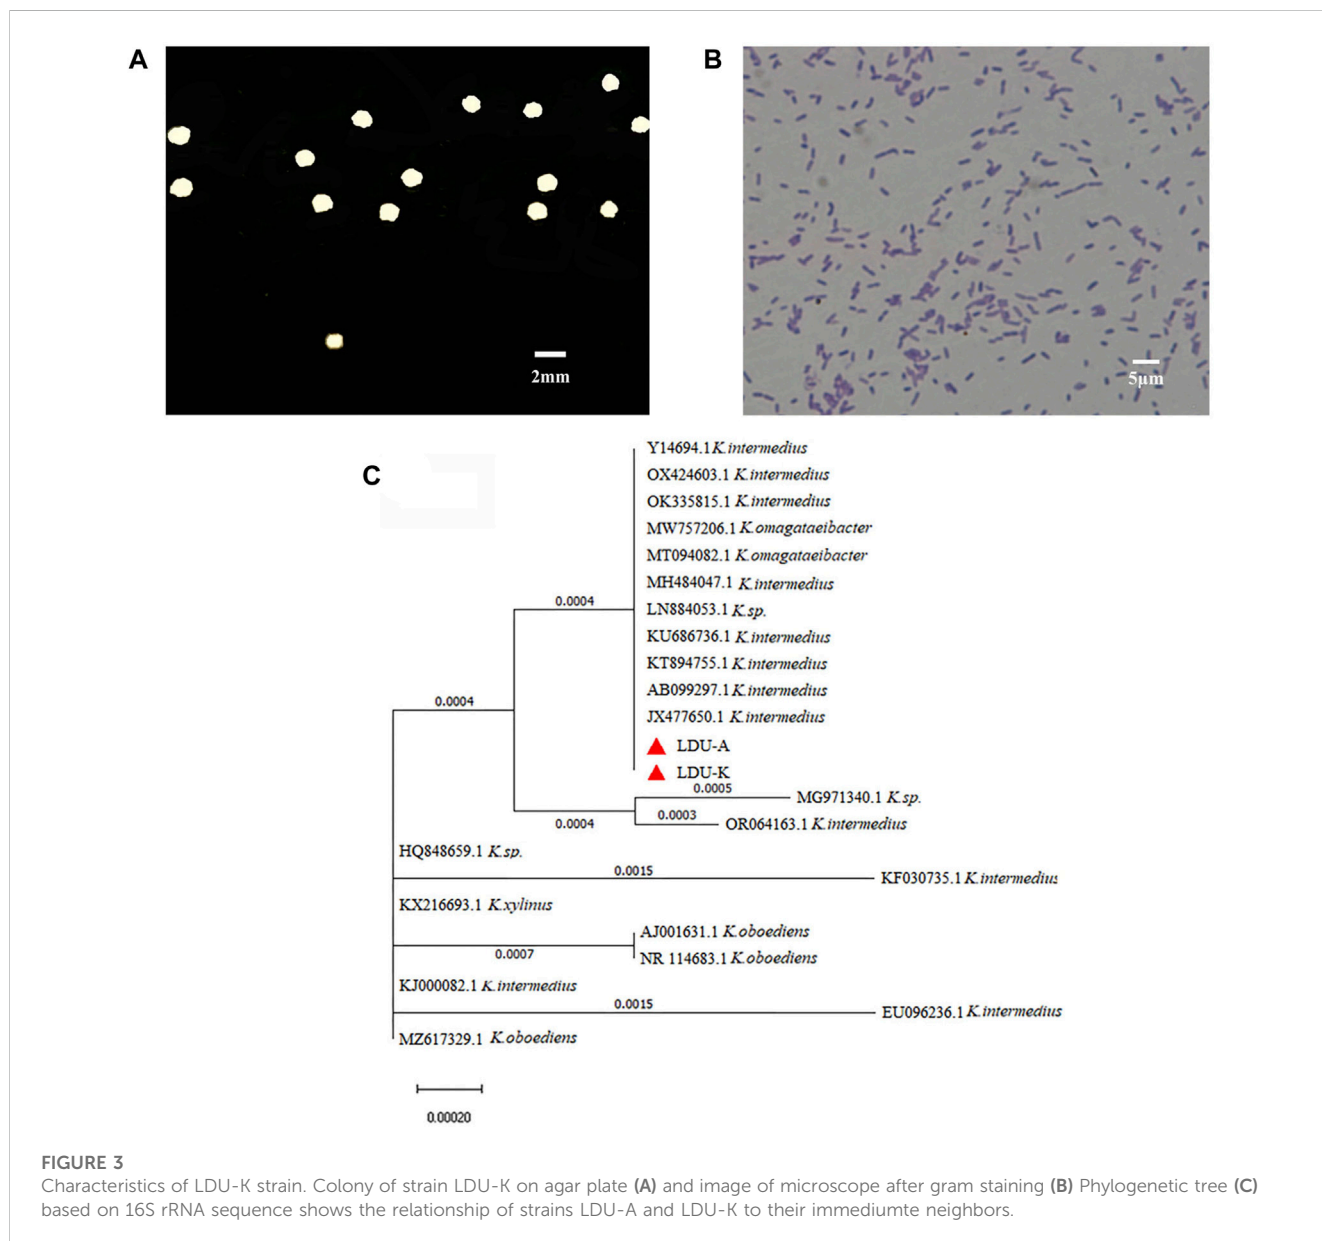 A
B
2mm
5µm
C
Y14694.1 K.intermedius
OX424603.1 K.intermedius
OK335815.1 K.intermedius
MW757206.1 K.omagataeibacter
MT094082.1 K.omagataeibacter
MH484047.1 K.intermedius
0.0004
LN884053.1 K.sp.
KU686736.1 K.intermedius
KT894755.1 K.intermedius
AB099297.1 K.intermedius
0.0004
JX477650.1 K.intermedius
LDU-A
LDU-K
0.0005
MG971340.1 K.sp.
0.0003
0.0004
OR064163.1 K.intermedius
HQ848659.1 K.sp.
0.0015
KF030735.1 K.intermedius
KX216693.1 K.xylinus
AJ001631.1 K.oboediens
0.0007
NR 114683.1 K.oboediens
KJ000082.1 K.intermedius
0.0015
EU096236.1 K.intermedius
MZ617329.1 K.oboediens
0.00020
FIGURE 3
Characteristics of LDU-K strain. Colony of strain LDU-K on agar plate (A) and image of microscope after gram staining (B) Phylogenetic tree (C)
based on 16S rRNA sequence shows the relationship of strains LDU-A and LDU-K to their immediumte neighbors.